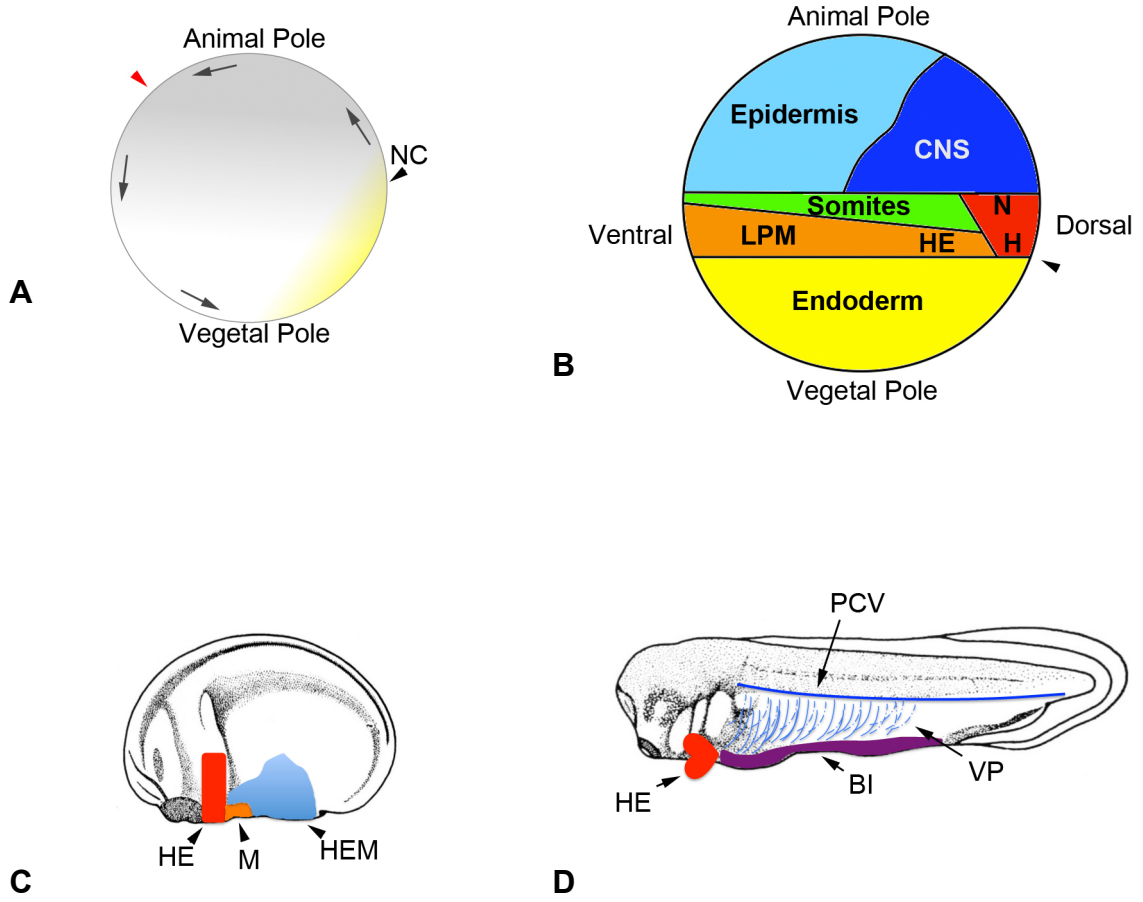 Animal Pole
NC
Vegetal Pole
A
Animal Pole
Epidermis
CNS
Somites
N
Ventral
LPM
HE
H
Dorsal
Endoderm
Vegetal Pole
B
HE
M
HEM
C
PCV
HE
BI
VP
D